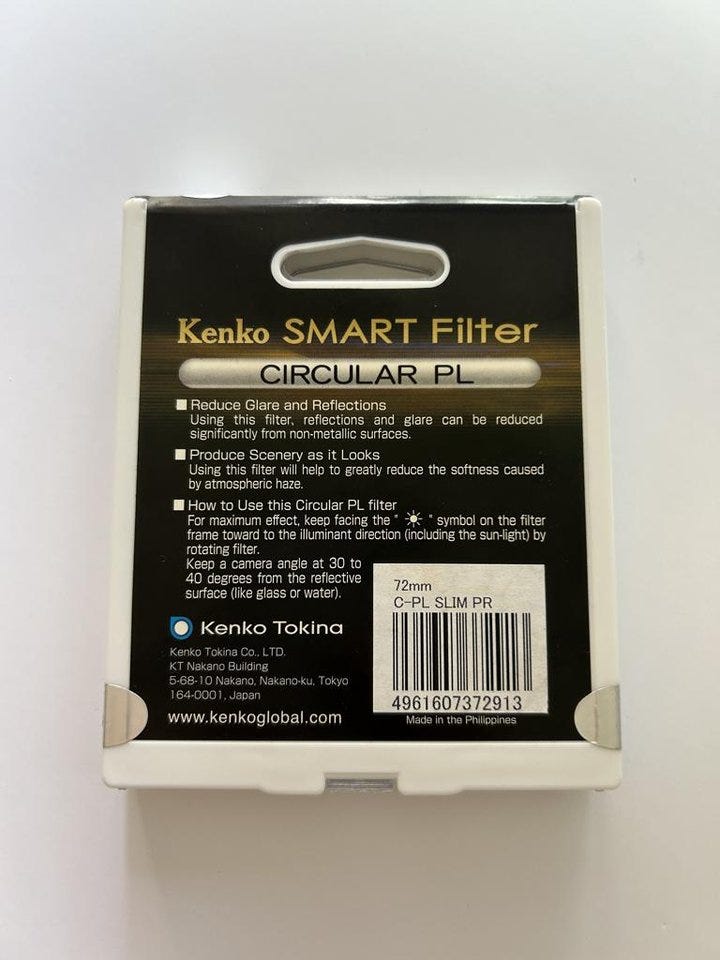 Kenko SMART Filter
CIRCULAR PL
■ Reduce Glare and Reflections
Using this filter, reflections and glare can be reduced
significantly from non-metallic surfaces.
■ Produce Scenery as it Looks
Using this filter will help to greatly reduce the softness caused
by atmospheric haze.
■ How to Use this Circular PL filter
For maximum effect, keep facing the " ☀ " symbol on the filter
frame toward to the illuminant direction (including the sun-light) by
rotating filter.
Keep a camera angle at 30 to
40 degrees from the reflective
surface (like glass or water).
Kenko Tokina
Kenko Tokina Co., LTD.
KT Nakano Building
5-68-10 Nakano, Nakano-ku, Tokyo
164-0001, Japan
www.kenkoglobal.com
72mm
C-PL SLIM PR
4961607372913
Made in the Philippines